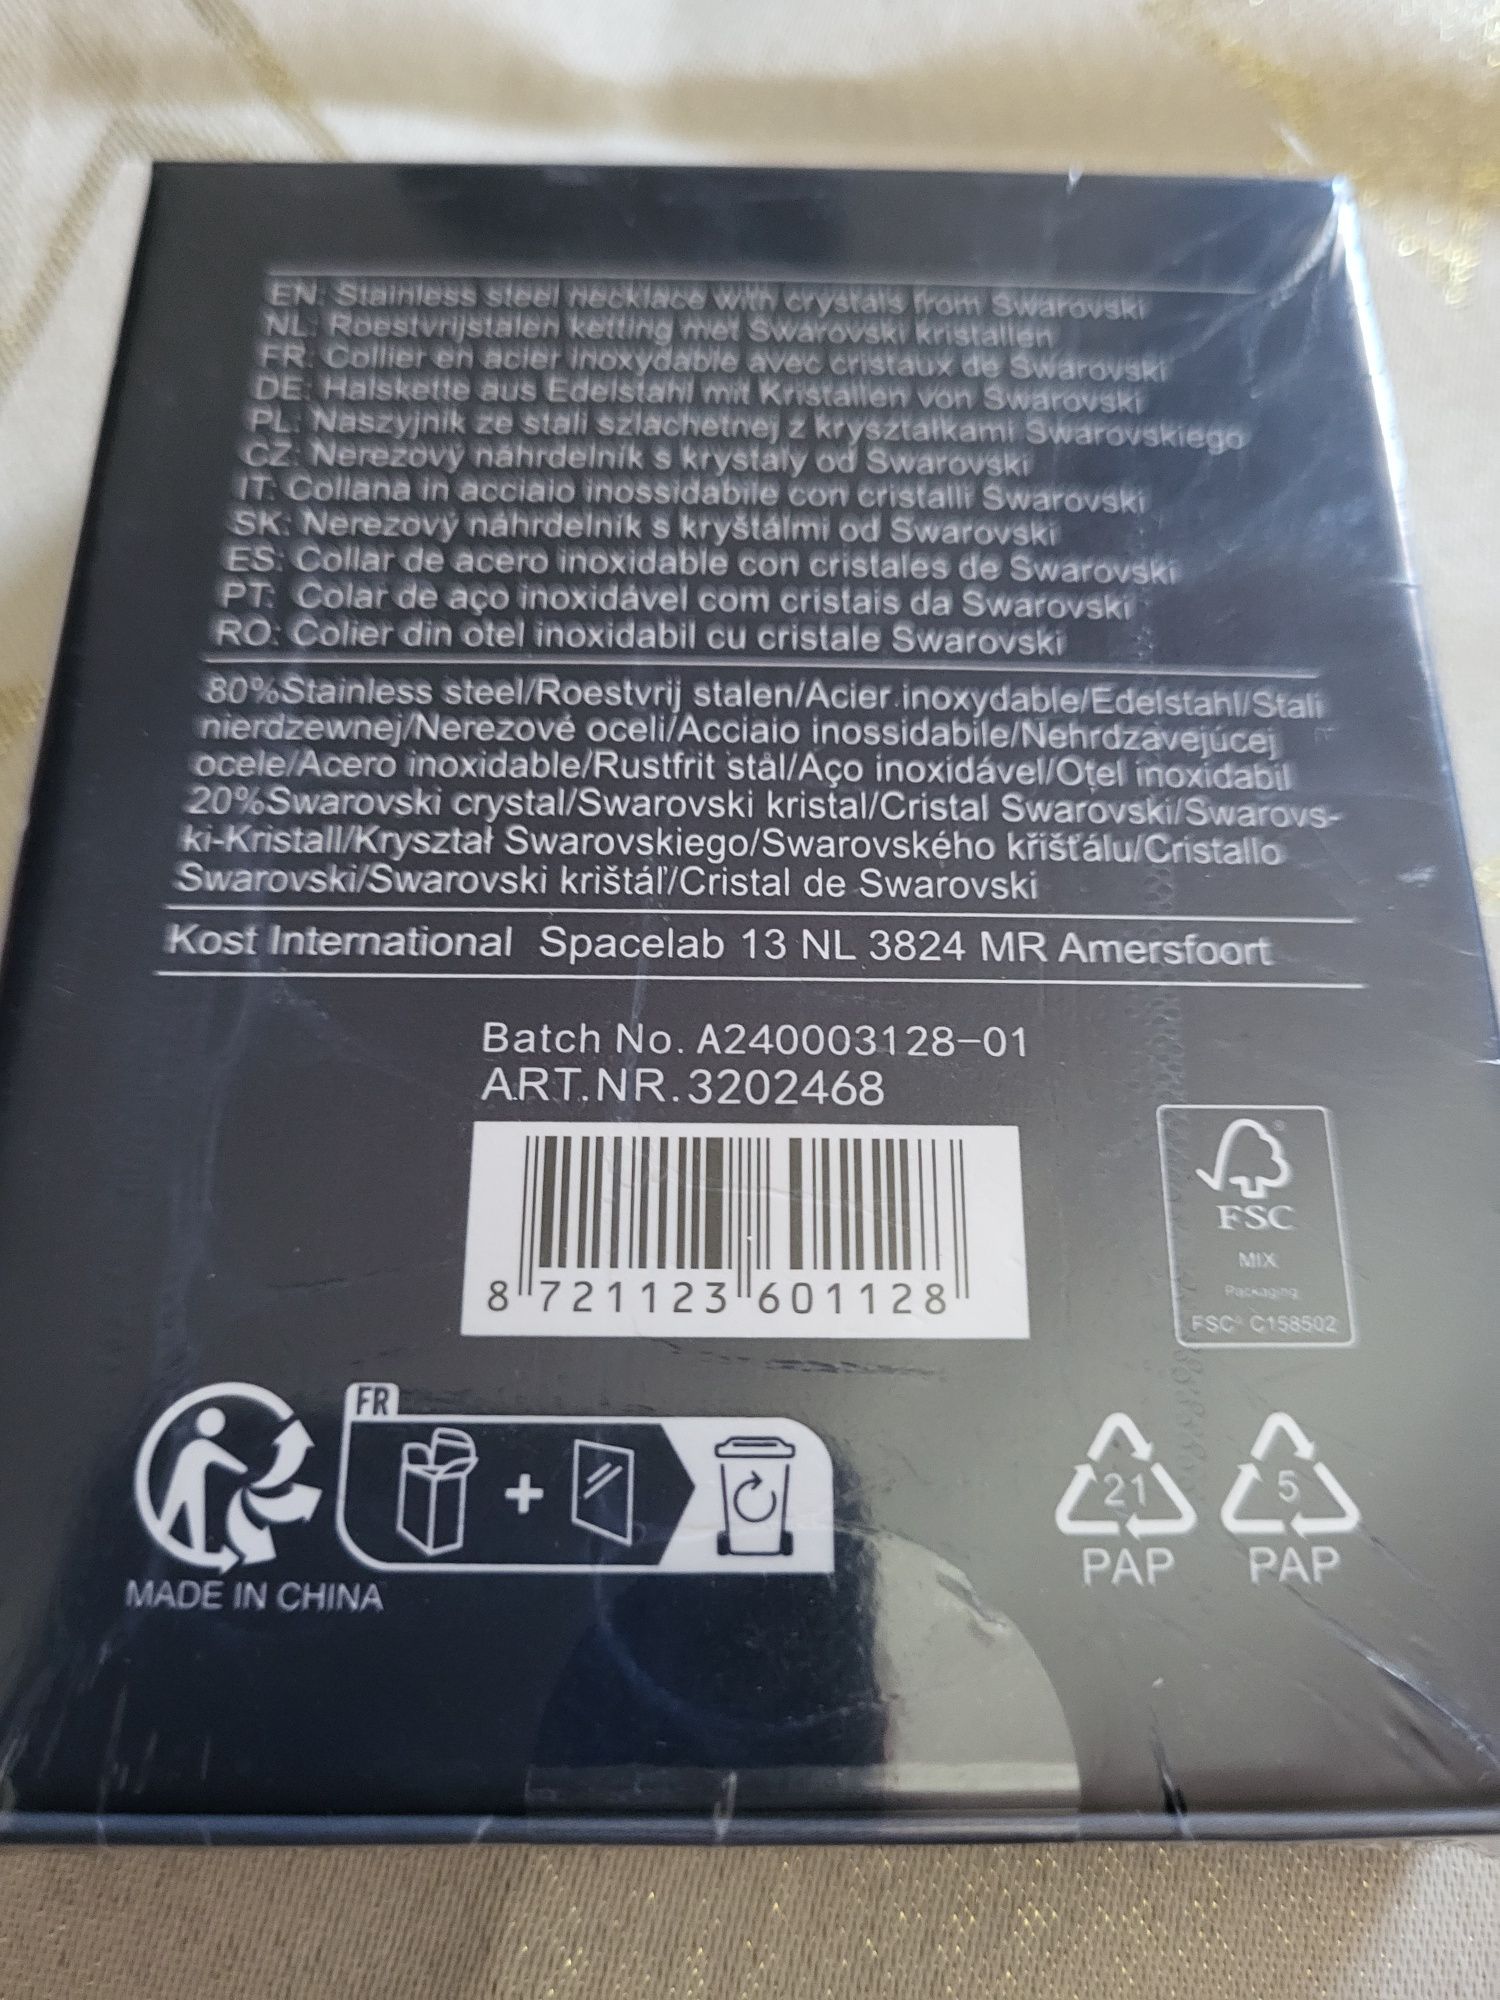 EN: Stainless steel necklace with crystals from Swarovski
NL: Roestvrijstalen ketting met Swarovski kristallen
FR: Collier en acier inoxydable avec cristaux de Swarovski
DE: Halskette aus Edelstahl mit Kristallen von Swarovski
PL: Naszyjnik ze stali szlachetnej z kryształkami Swarovskiego
CZ: Nerezový náhrdelník s krystaly od Swarovski
IT: Collana in acciaio inossidabile con cristalli Swarovski
SK: Nerezový náhrdelník s kryštálmi od Swarovski
ES: Collar de acero inoxidable con cristales de Swarovski
PT: Colar de aço inoxidável com cristais da Swarovski
RO: Colier din otel inoxidabil cu cristale Swarovski
80%Stainless steel/Roestvrij stalen/Acier inoxydable/Edelstahl/Stali
nierdzewnej/Nerezové oceli/Acciaio inossidabile/Nehrdzavejúcej
ocele/Acero inoxidable/Rustfrit stål/Aço inoxidável/Oțel inoxidabil
20%Swarovski crystal/Swarovski kristal/Cristal Swarovski/Swarovs-
ki-Kristall/Kryształ Swarovskiego/Swarovského křišťálu/Cristallo
Swarovski/Swarovski krištáľ/Cristal de Swarovski
Kost International Spacelab 13 NL 3824 MR Amersfoort
Batch No. A240003128-01
ART.NR.3202468
8 721123 601128
FSC
MIX
Packaging
FSC® C158502
FR
21
PAP
5
PAP
MADE IN CHINA